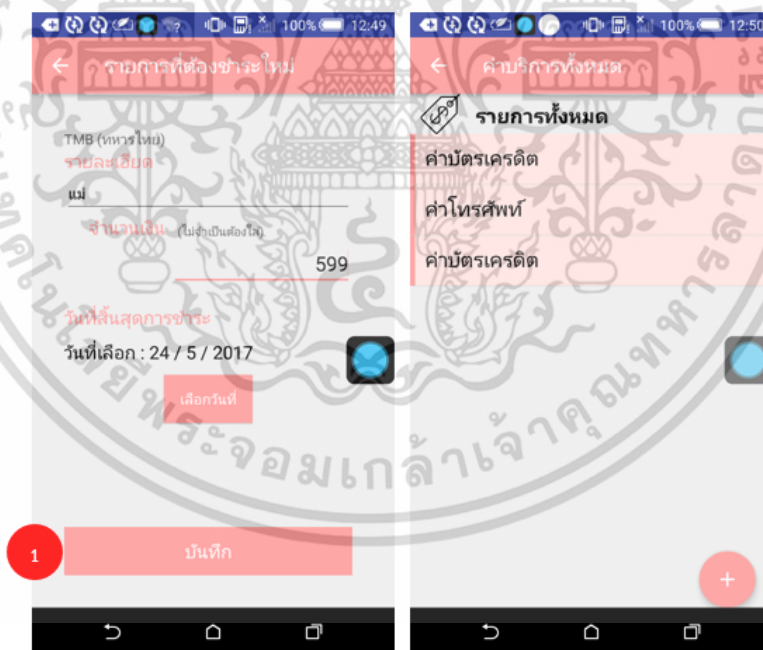 100% 12:49
รายการที่ต้องชำระใหม่
TMB (ทหารไทย)
รายละเอียด
แม่
จำนวนเงิน (ไม่จำเป็นต้องใส่)
599
วันที่สิ้นสุดการชำระ
วันที่เลือก : 24 / 5 / 2017
เลือกวันที่
1
บันทึก
100% 12:50
ค่าบริการทั้งหมด
รายการทั้งหมด
ค่าบัตรเครดิต
ค่าโทรศัพท์
ค่าบัตรเครดิต
+